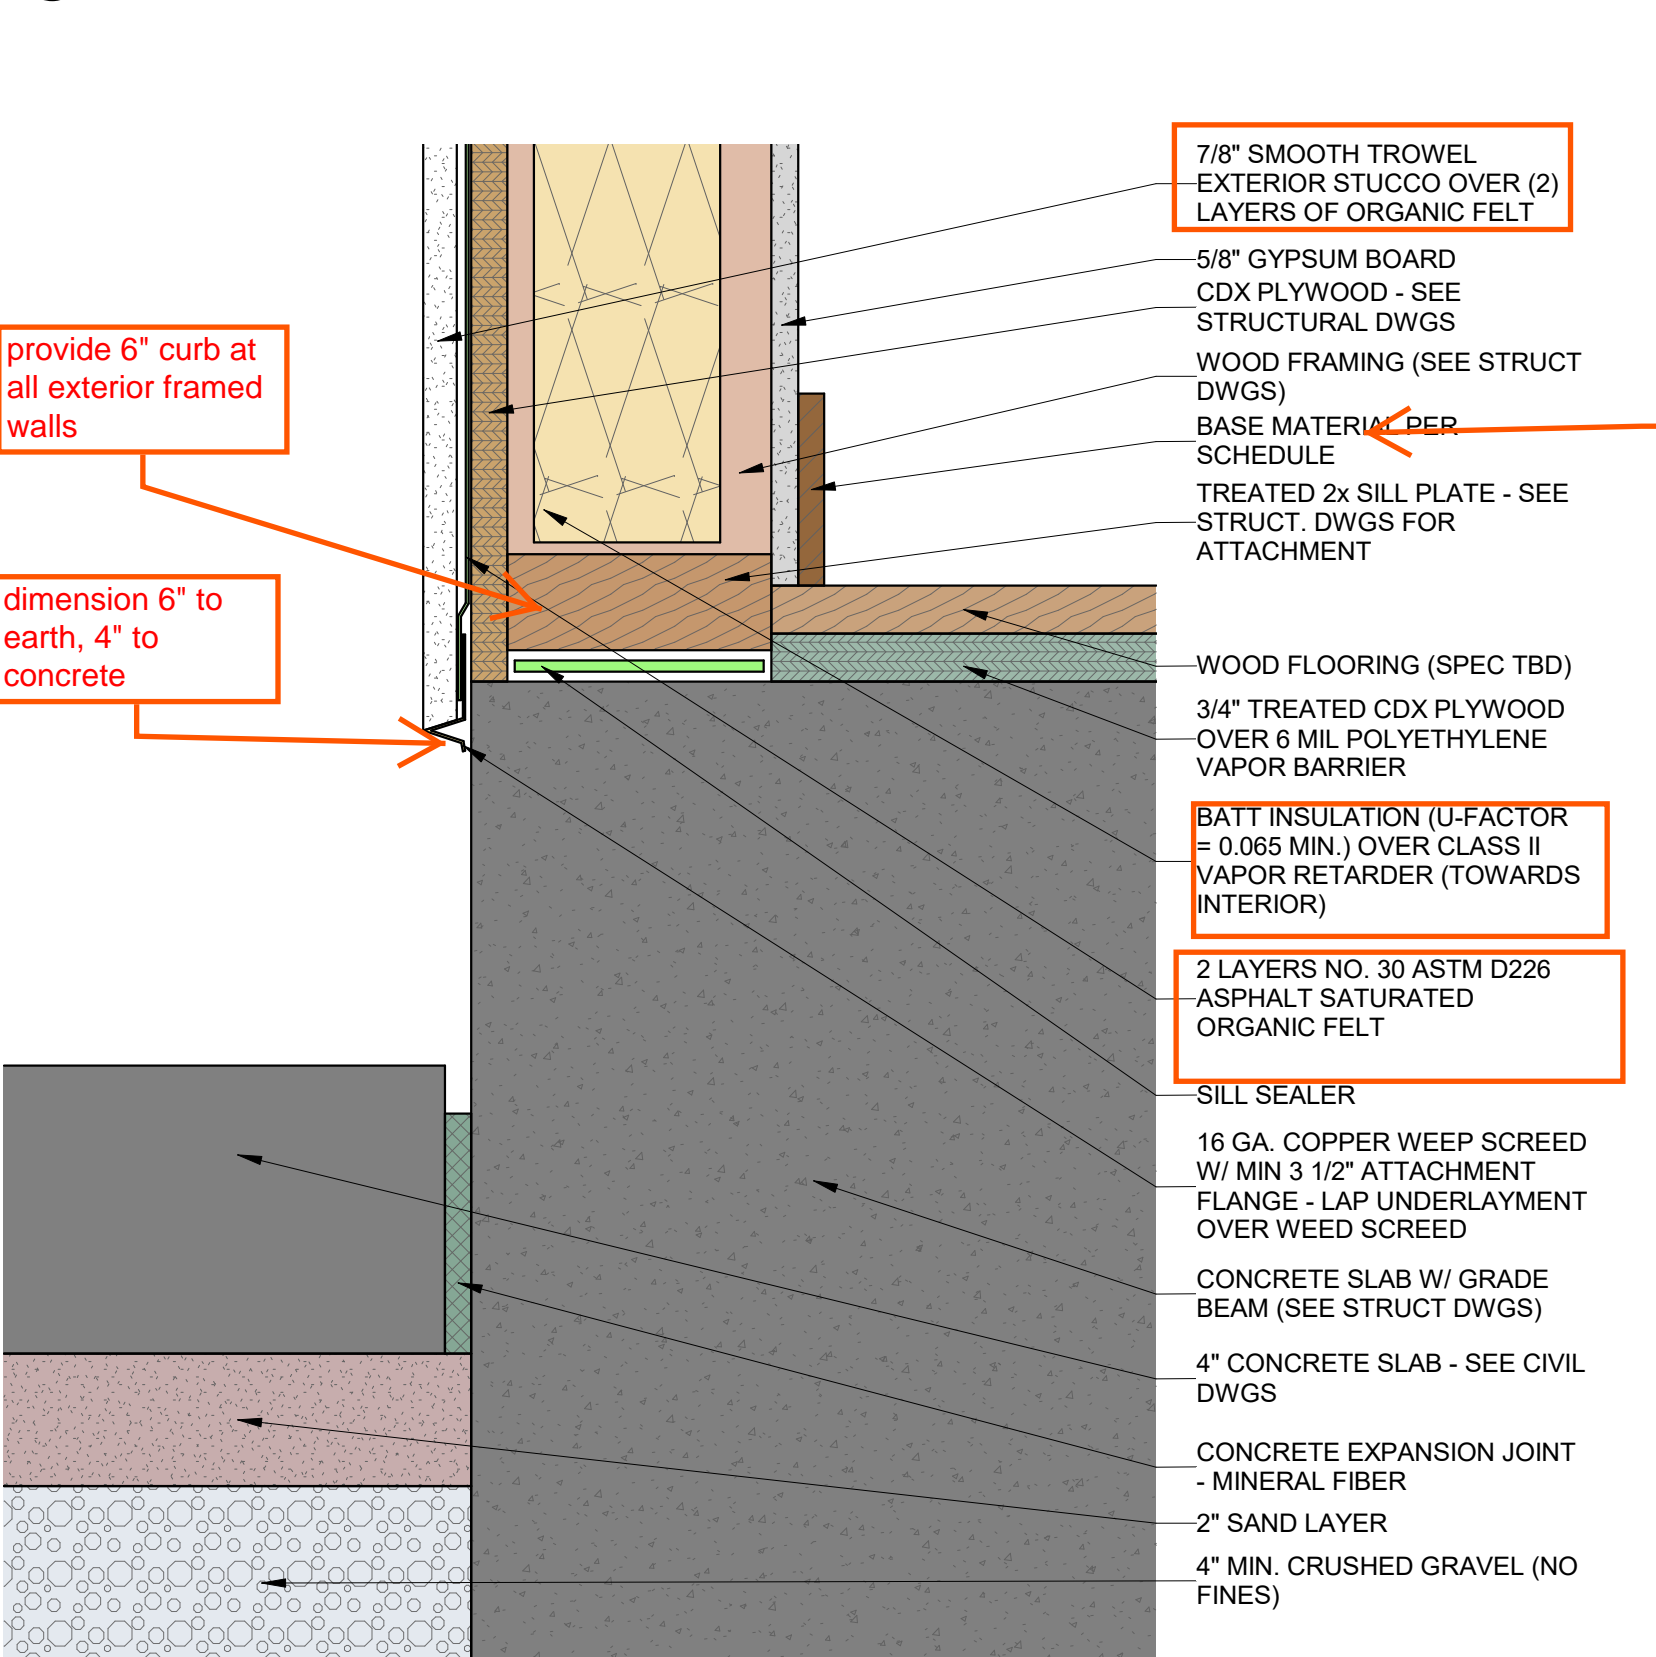 7/8" SMOOTH TROWEL
EXTERIOR STUCCO OVER (2)
LAYERS OF ORGANIC FELT
5/8" GYPSUM BOARD
CDX PLYWOOD - SEE
STRUCTURAL DWGS
provide 6" curb at
all exterior framed
walls
WOOD FRAMING (SEE STRUCT
DWGS)
BASE MATERIAL PER
SCHEDULE
TREATED 2x SILL PLATE - SEE
STRUCT. DWGS FOR
ATTACHMENT
dimension 6" to
earth, 4" to
concrete
WOOD FLOORING (SPEC TBD)
3/4" TREATED CDX PLYWOOD
OVER 6 MIL POLYETHYLENE
VAPOR BARRIER
BATT INSULATION (U-FACTOR
= 0.065 MIN.) OVER CLASS II
VAPOR RETARDER (TOWARDS
INTERIOR)
2 LAYERS NO. 30 ASTM D226
ASPHALT SATURATED
ORGANIC FELT
SILL SEALER
16 GA. COPPER WEEP SCREED
W/ MIN 3 1/2" ATTACHMENT
FLANGE - LAP UNDERLAYMENT
OVER WEED SCREED
CONCRETE SLAB W/ GRADE
BEAM (SEE STRUCT DWGS)
4" CONCRETE SLAB - SEE CIVIL
DWGS
CONCRETE EXPANSION JOINT
- MINERAL FIBER
2" SAND LAYER
4" MIN. CRUSHED GRAVEL (NO
FINES)